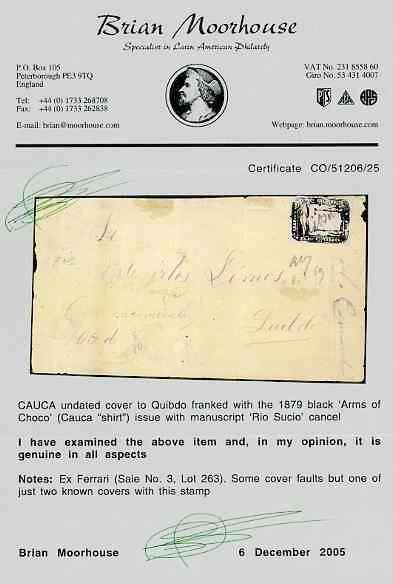 Brian Moorhouse
Specialist in Latin American Philately
P.O. Box 105
Peterborough PE3 9TQ
England
Tel: +44 (0) 1733 268708
Fax: +44 (0) 1733 262838
E-mail: brian@moorhouse.com
VAT No. 231 8558 60
Giro No. 53 431 4007
PTS
Webpage: brian.moorhouse.com
Certificate CO/51206/25
Limos
Quibdo
CAUCA undated cover to Quibdo franked with the 1879 black 'Arms of
Choco' (Cauca "shirt") issue with manuscript 'Rio Sucio' cancel
I have examined the above item and, in my opinion, it is
genuine in all aspects
Notes: Ex Ferrari (Sale No. 3, Lot 263). Some cover faults but one of
just two known covers with this stamp
Brian Moorhouse
6 December 2005